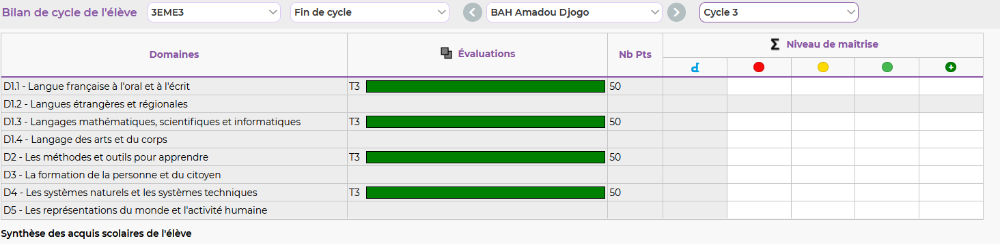 Bilan de cycle de l'élève 3EME3 Fin de cycle BAH Amadou Djogo Cycle 3
Domaines Évaluations Nb Pts Σ Niveau de maîtrise
D1.1 - Langue française à l'oral et à l'écrit T3 50
D1.2 - Langues étrangères et régionales
D1.3 - Langages mathématiques, scientifiques et informatiques T3 50
D1.4 - Langage des arts et du corps
D2 - Les méthodes et outils pour apprendre T3 50
D3 - La formation de la personne et du citoyen
D4 - Les systèmes naturels et les systèmes techniques T3 50
D5 - Les représentations du monde et l'activité humaine
Synthèse des acquis scolaires de l'élève